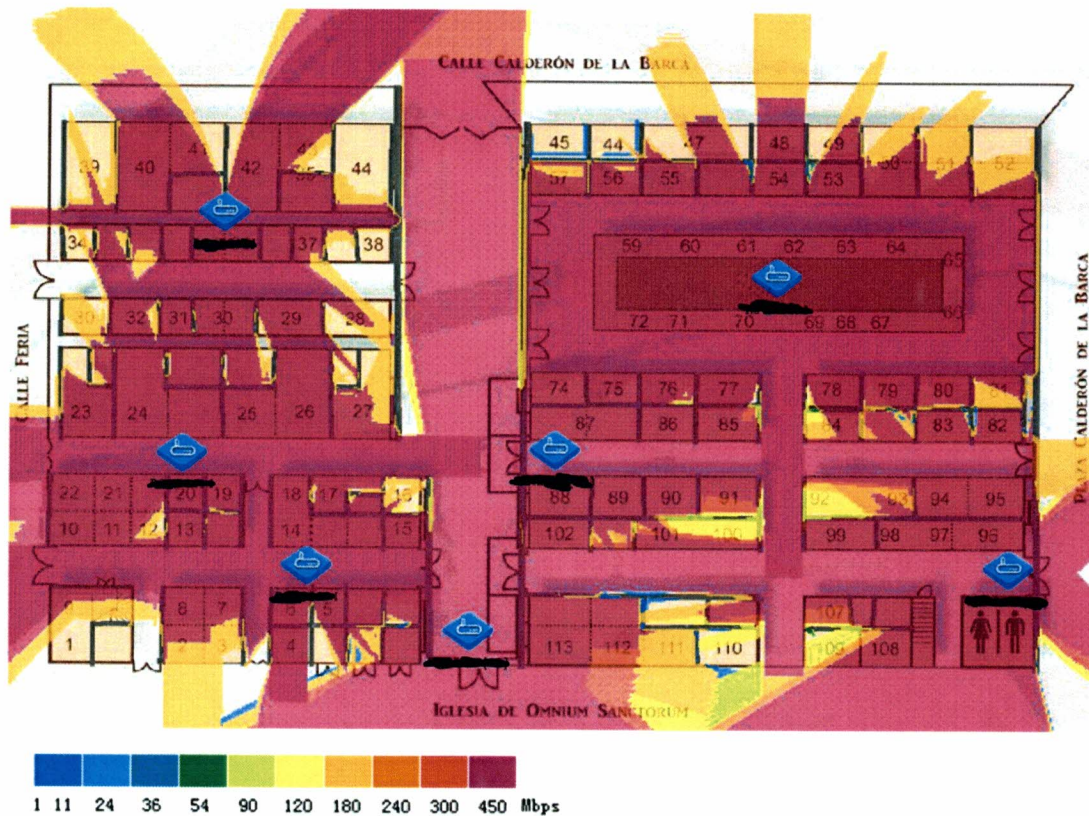 CALLE CALDERÓN DE LA BARCA
39 40 41 42 44
45 44 47 48 49 50 51 52
57 56 55 54 53
34 37 38
59 60 61 62 63 64
65
66
72 71 70 69 68 67
30 32 31 30 29 28
CALLE FERIA
PLAZA CALDERÓN DE LA BARCA
23 24 25 26 27
74 75 76 77 78 79 80 81
87 86 85 84 83 82
22 21 20 19 18 17 16
88 89 90 91 92 93 94 95
10 11 12 13 14 15
102 101 100 99 98 97 96
8 7 6 5
107
1 2 3 4
113 112 111 110 109 108
IGLESIA DE OMNIUM SANCTORUM
1 11 24 36 54 90 120 180 240 300 450 Mbps